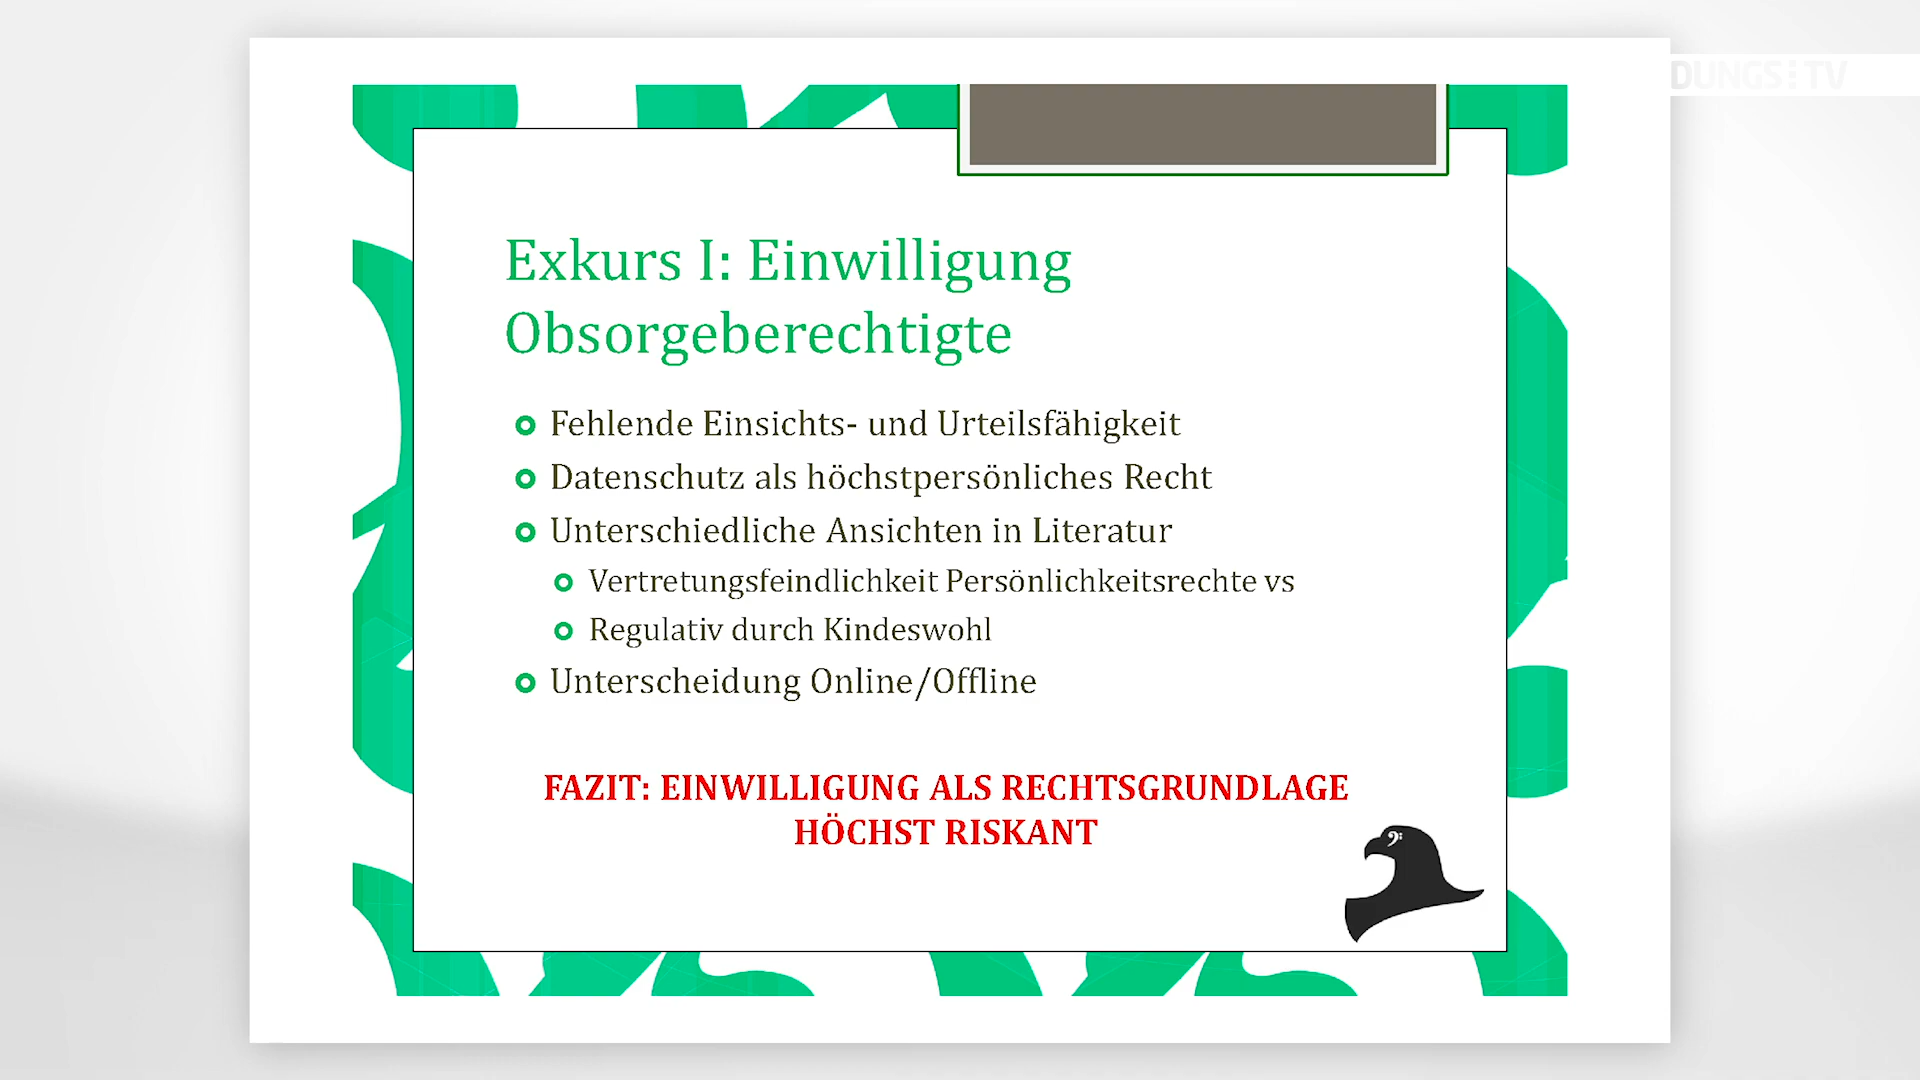 DUNGS TV
Exkurs I: Einwilligung
Obsorgeberechtigte
Fehlende Einsichts- und Urteilsfähigkeit
Datenschutz als höchstpersönliches Recht
Unterschiedliche Ansichten in Literatur
Vertretungsfeindlichkeit Persönlichkeitsrechte vs
Regulativ durch Kindeswohl
Unterscheidung Online/Offline
FAZIT: EINWILLIGUNG ALS RECHTSGRUNDLAGE
HÖCHST RISKANT